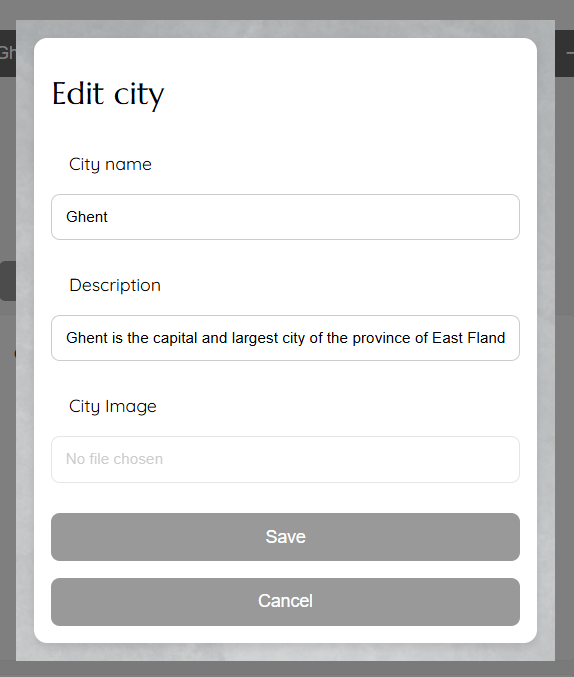 Edit city
City name
Ghent
Description
Ghent is the capital and largest city of the province of East Fland
City Image
No file chosen
Save
Cancel